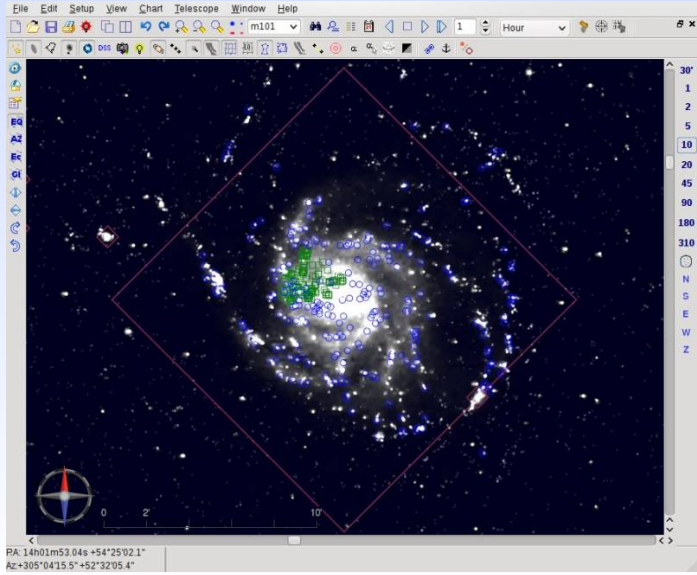 File Edit Setup View Chart Telescope Window Help
m101 1 Hour
DSS
EQ
AZ
Ec
Gl
30'
1
2
5
10
20
45
90
180
310
N
S
E
W
Z
0 2' 10'
RA: 14h01m53.04s +54°25'02.1"
Az:+305°04'15.5" +52°32'05.4"